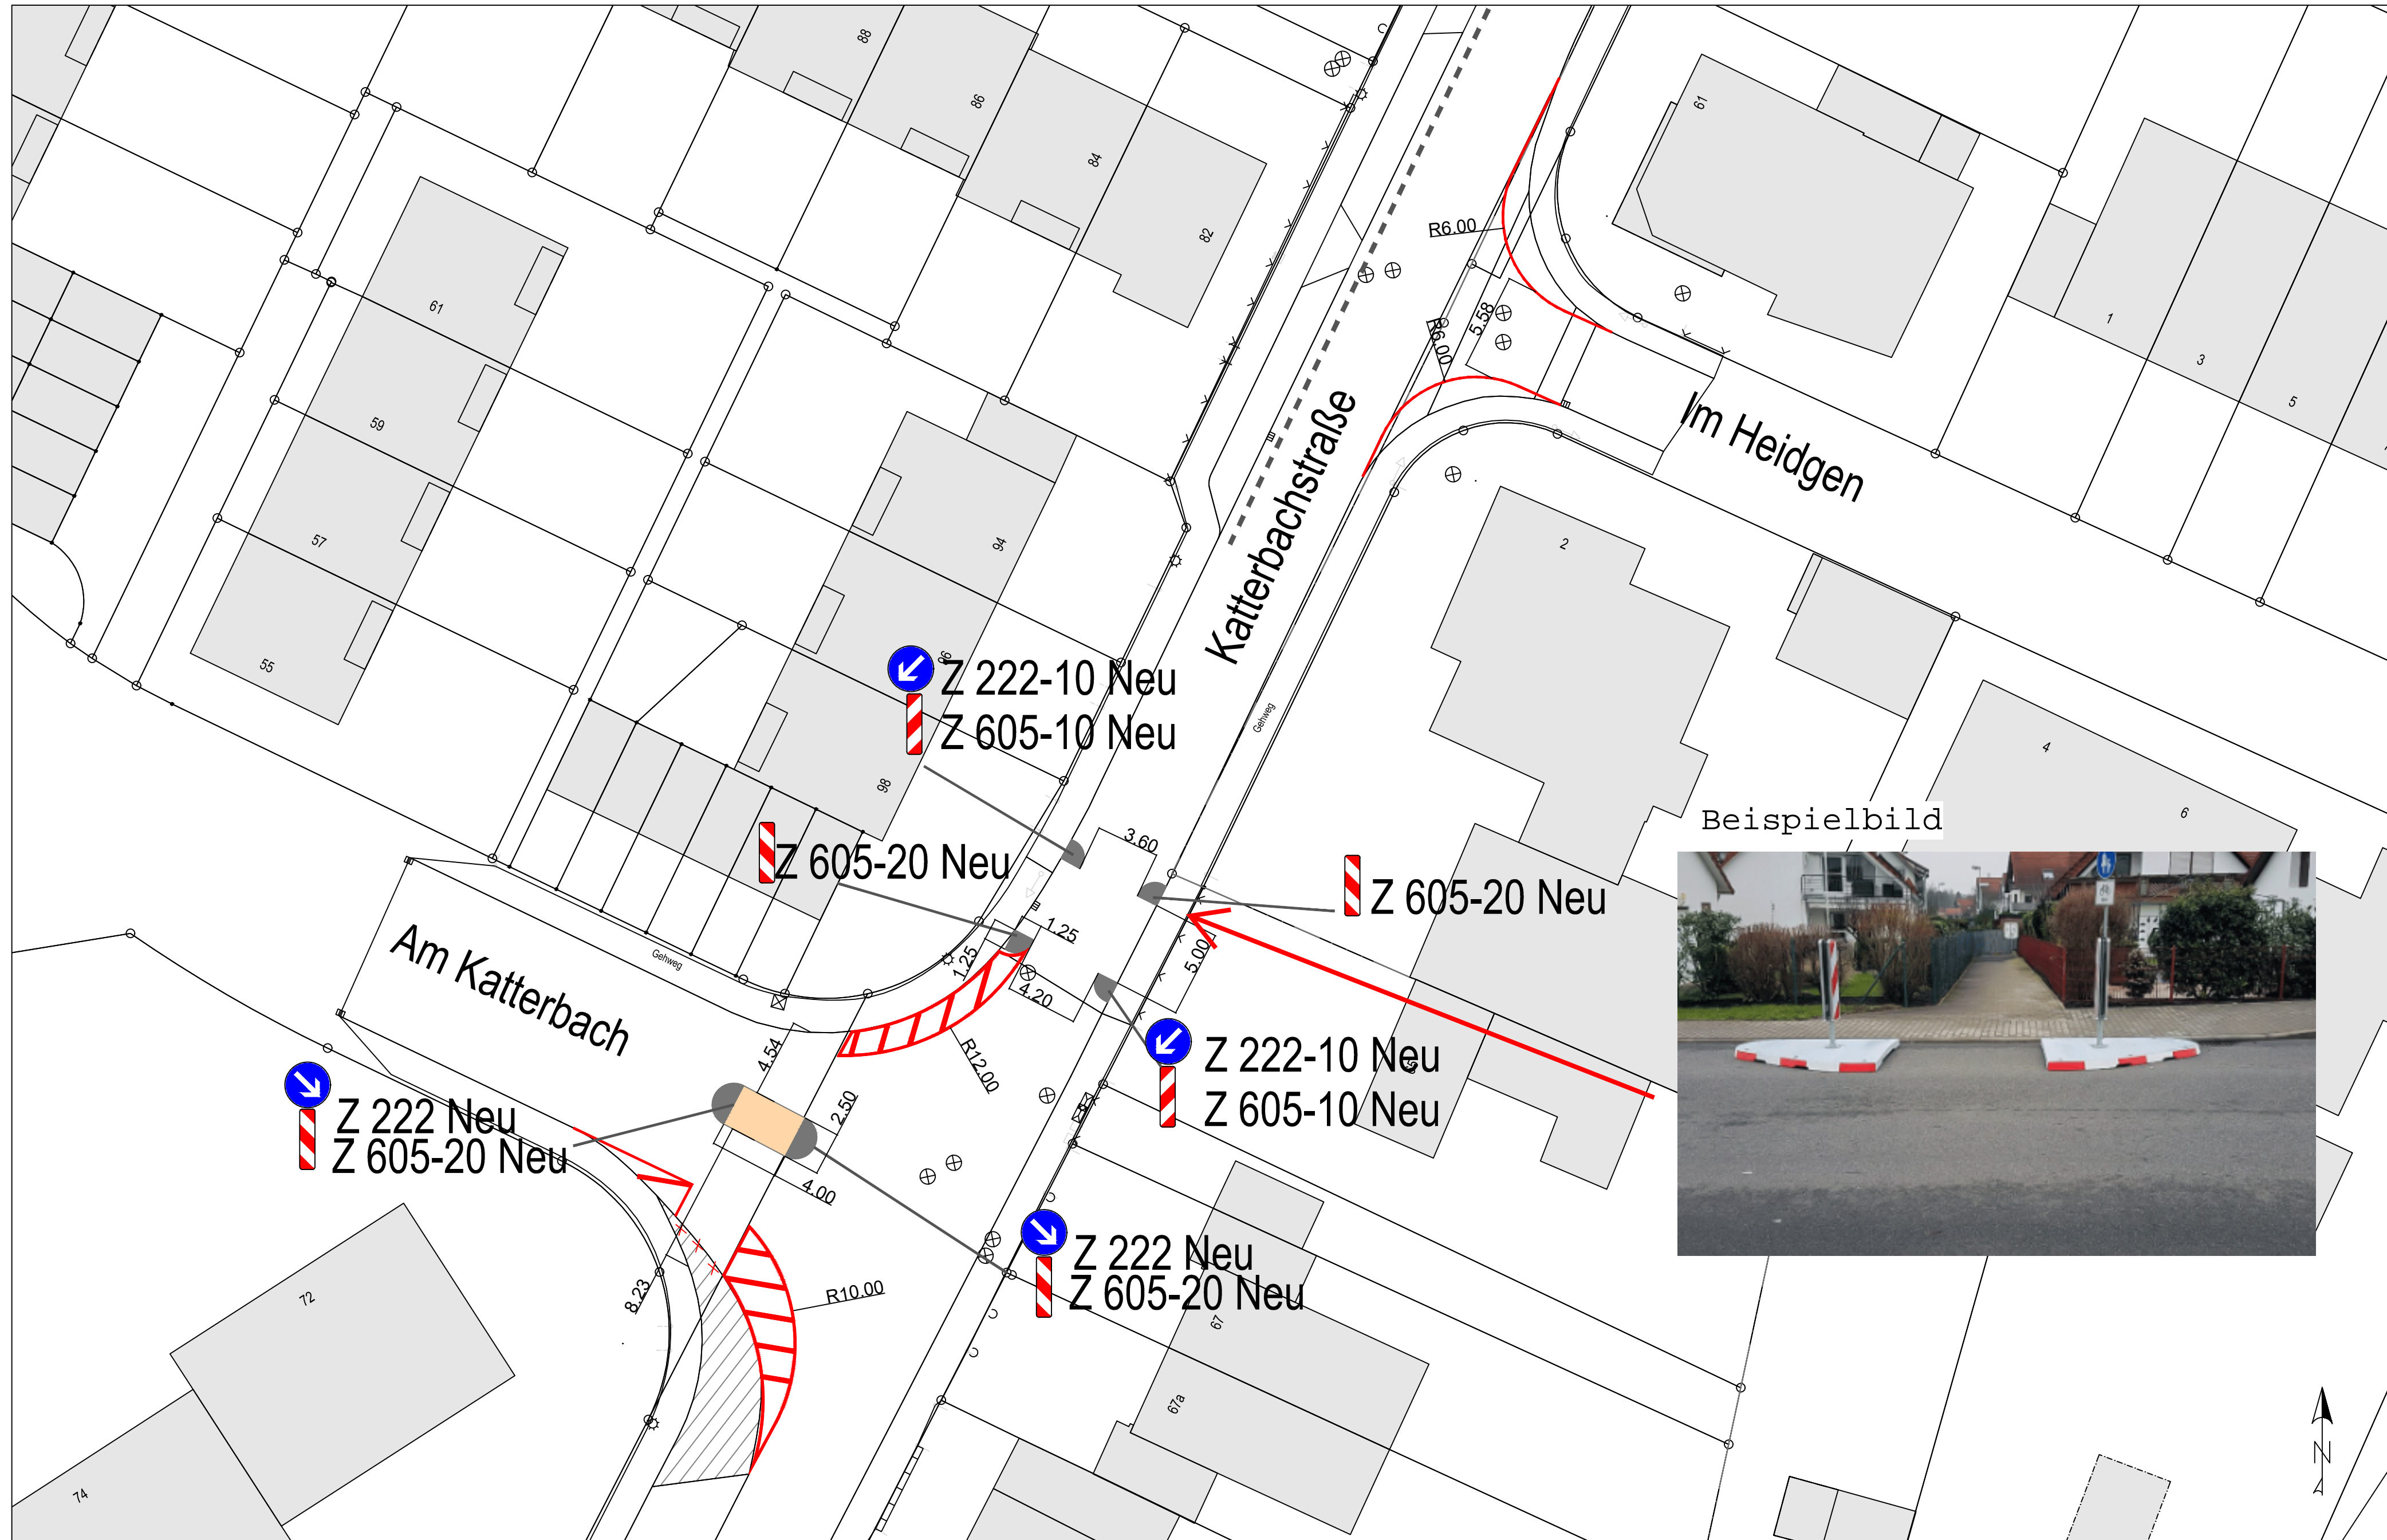 88
86
84
82
61
1
3
5
R6.00
5.58
R6.00
61
59
57
55
94
96
98
2
4
6
Katterbachstraße
Im Heidgen
Gehweg
Z 222-10 Neu
Z 605-10 Neu
Z 605-20 Neu
3.60
Z 605-20 Neu
1.25
1.25
4.20
5.00
Beispielbild
Am Katterbach
Gehweg
R12.00
Z 222-10 Neu
Z 605-10 Neu
4.54
2.50
4.00
Z 222 Neu
Z 605-20 Neu
Z 222 Neu
Z 605-20 Neu
8.23
R10.00
72
74
67
67a
N